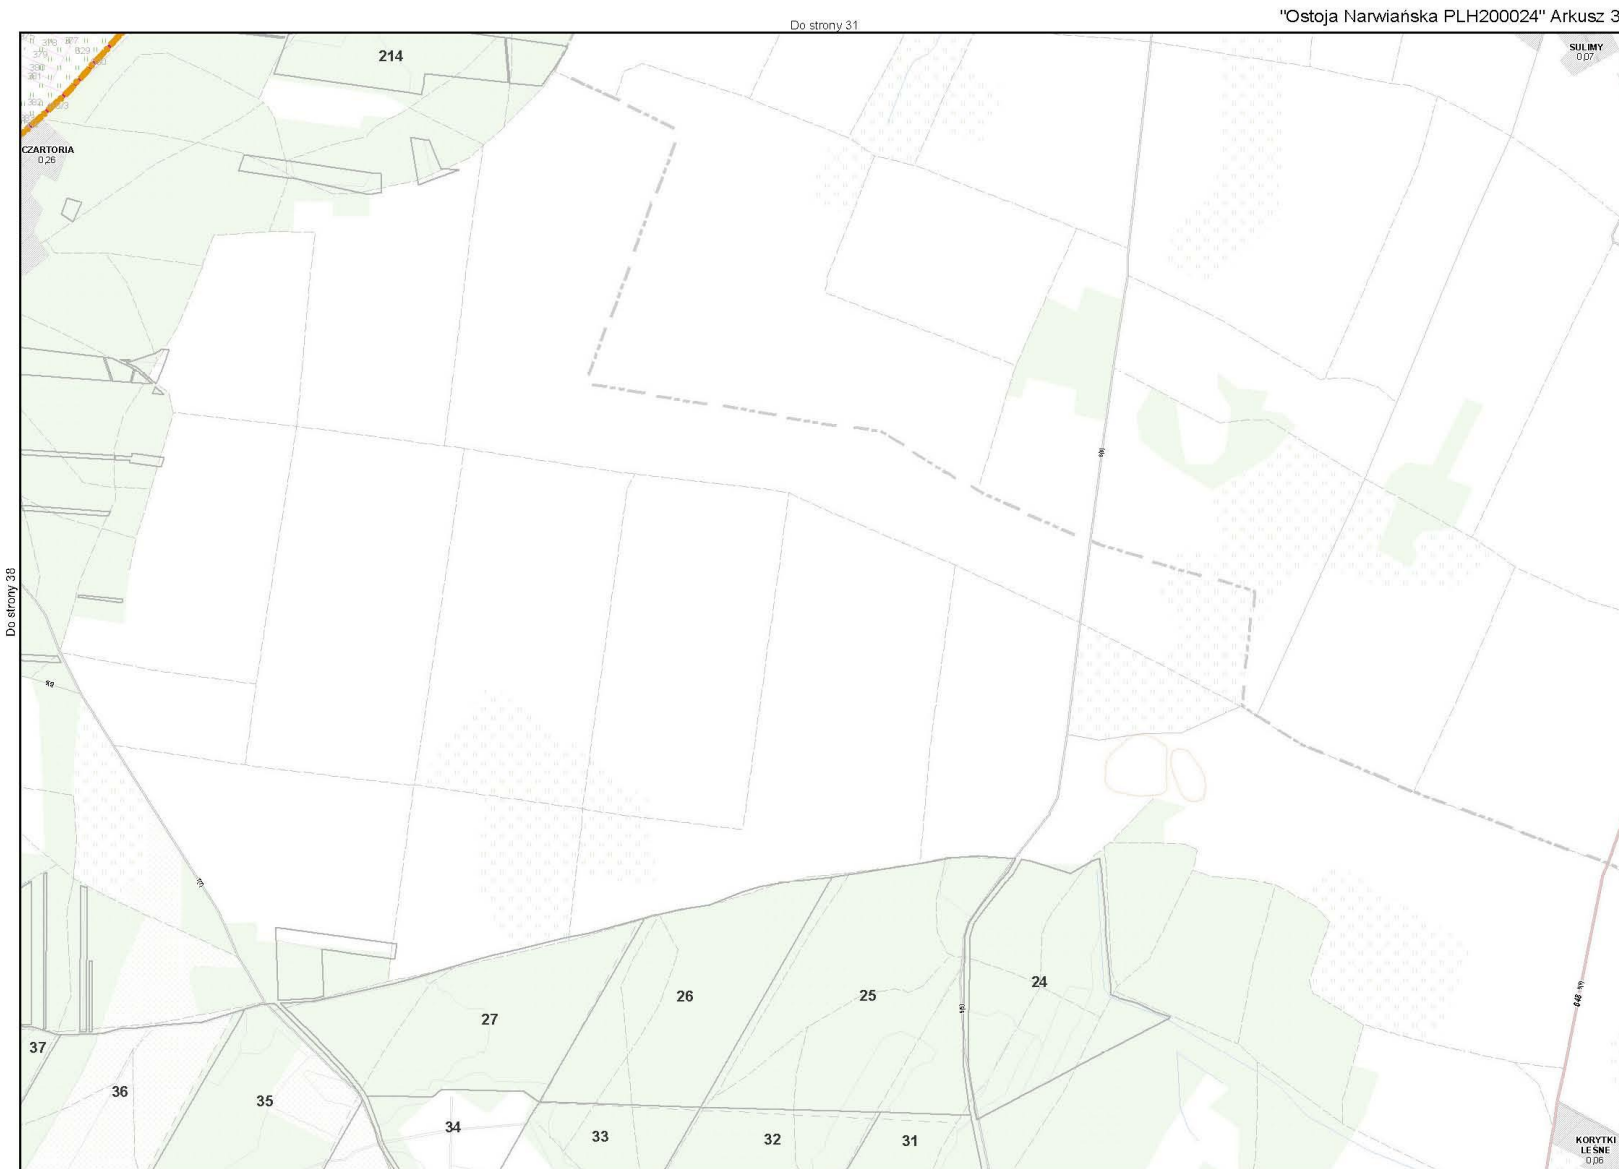 "Ostoja Narwiańska PLH200024" Arkusz 3
Do strony 31
SULIMY
0,07
214
CZARTORIA
0,26
Do strony 38
648
24
25
26
27
37
36
35
34
33
32
31
KORYTKI
LEŚNE
0,06